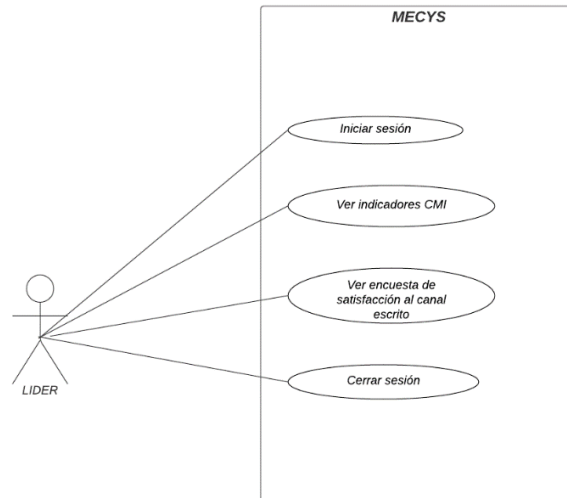 MECYS
Iniciar sesión
Ver indicadores CMI
Ver encuesta de
satisfacción al canal
escrito
Cerrar sesión
LIDER